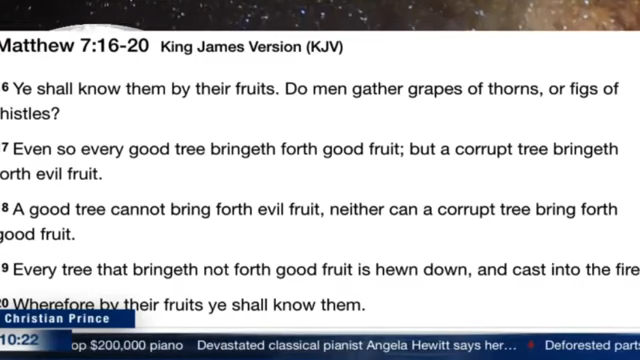 Matthew 7:16-20 King James Version (KJV)
6 Ye shall know them by their fruits. Do men gather grapes of thorns, or figs of
histles?
7 Even so every good tree bringeth forth good fruit; but a corrupt tree bringeth
orth evil fruit.
8 A good tree cannot bring forth evil fruit, neither can a corrupt tree bring forth
good fruit.
9 Every tree that bringeth not forth good fruit is hewn down, and cast into the fire
20 Wherefore by their fruits ye shall know them.
Christian Prince
10:22 op $200,000 piano Devastated classical pianist Angela Hewitt says her... Deforested part